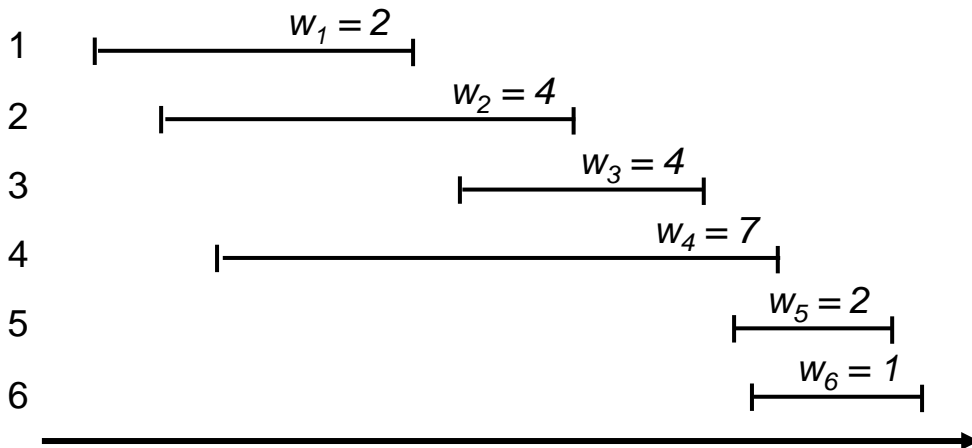 1 w₁ = 2
2 w₂ = 4
3 w₃ = 4
4 w₄ = 7
5 w₅ = 2
6 w₆ = 1